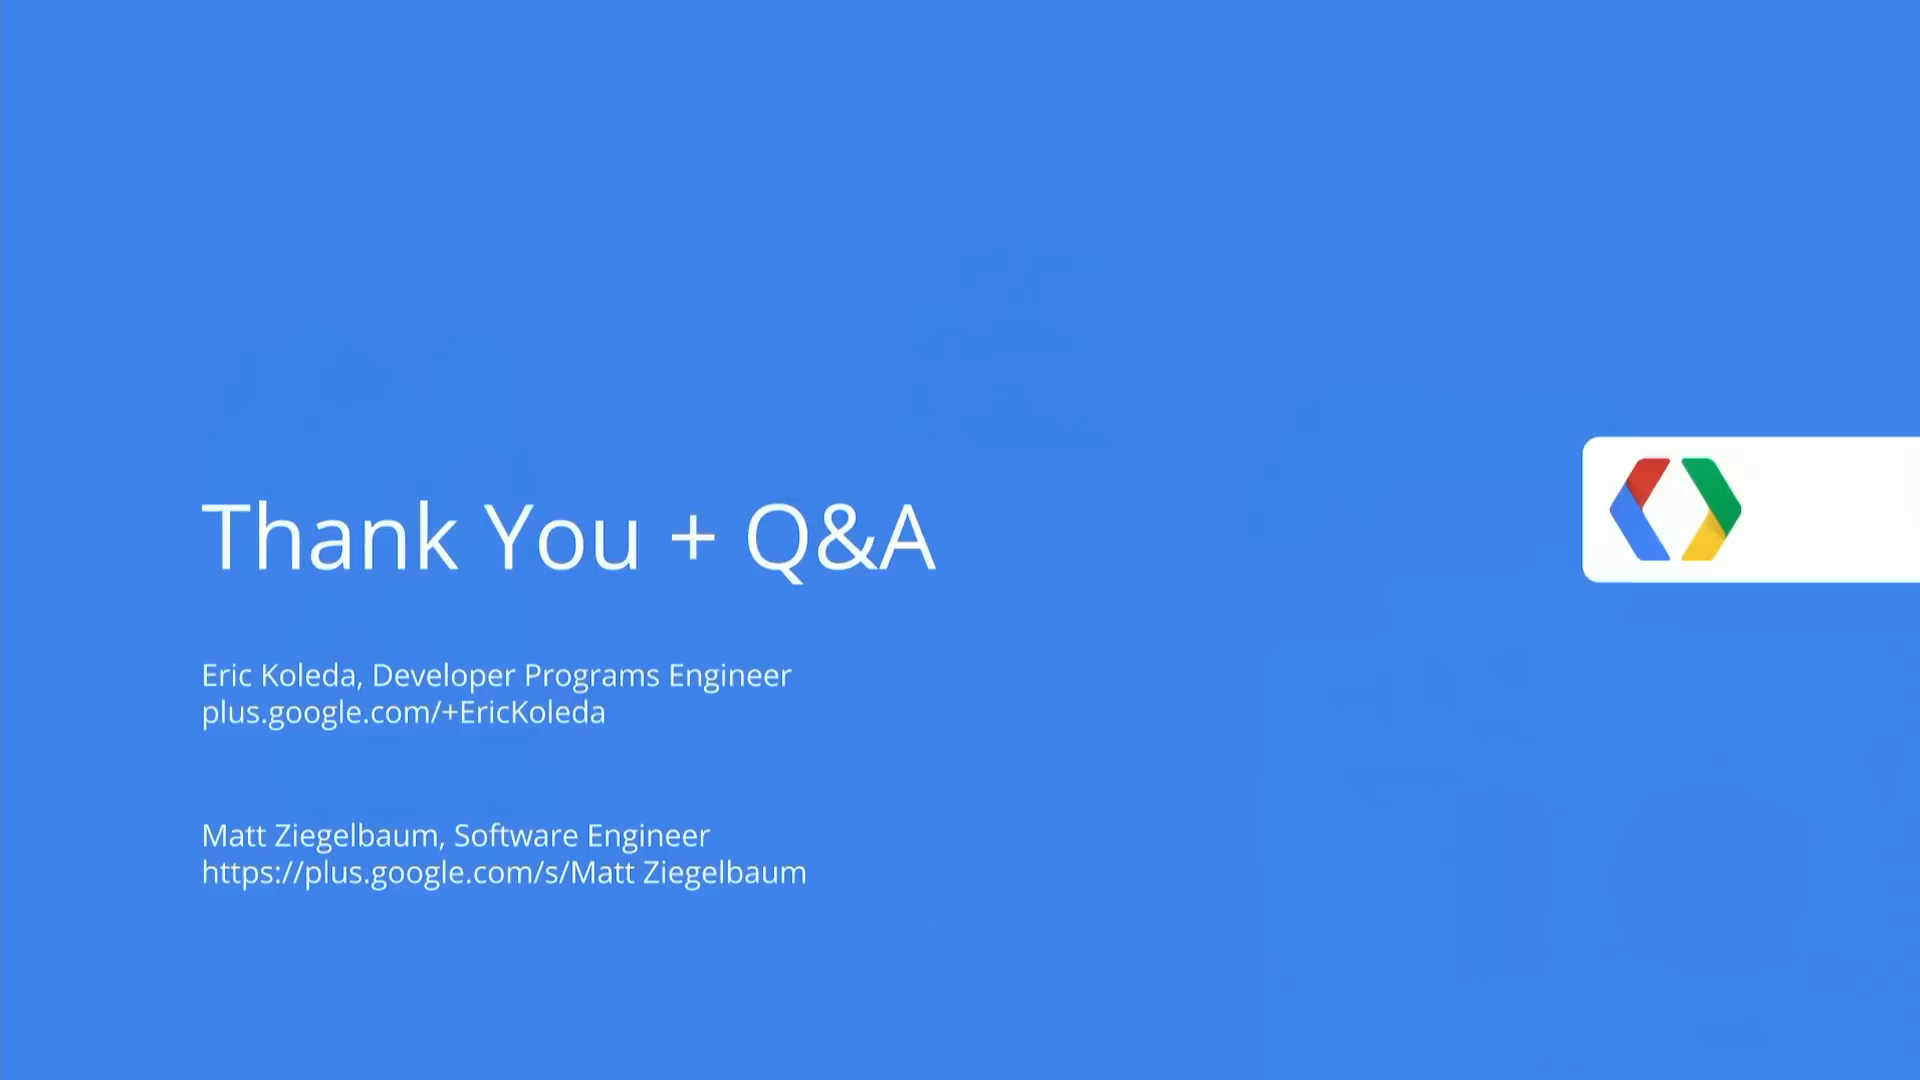 Thank You + Q&A
Eric Koleda, Developer Programs Engineer
plus.google.com/+EricKoleda
Matt Ziegelbaum, Software Engineer
https://plus.google.com/s/Matt Ziegelbaum